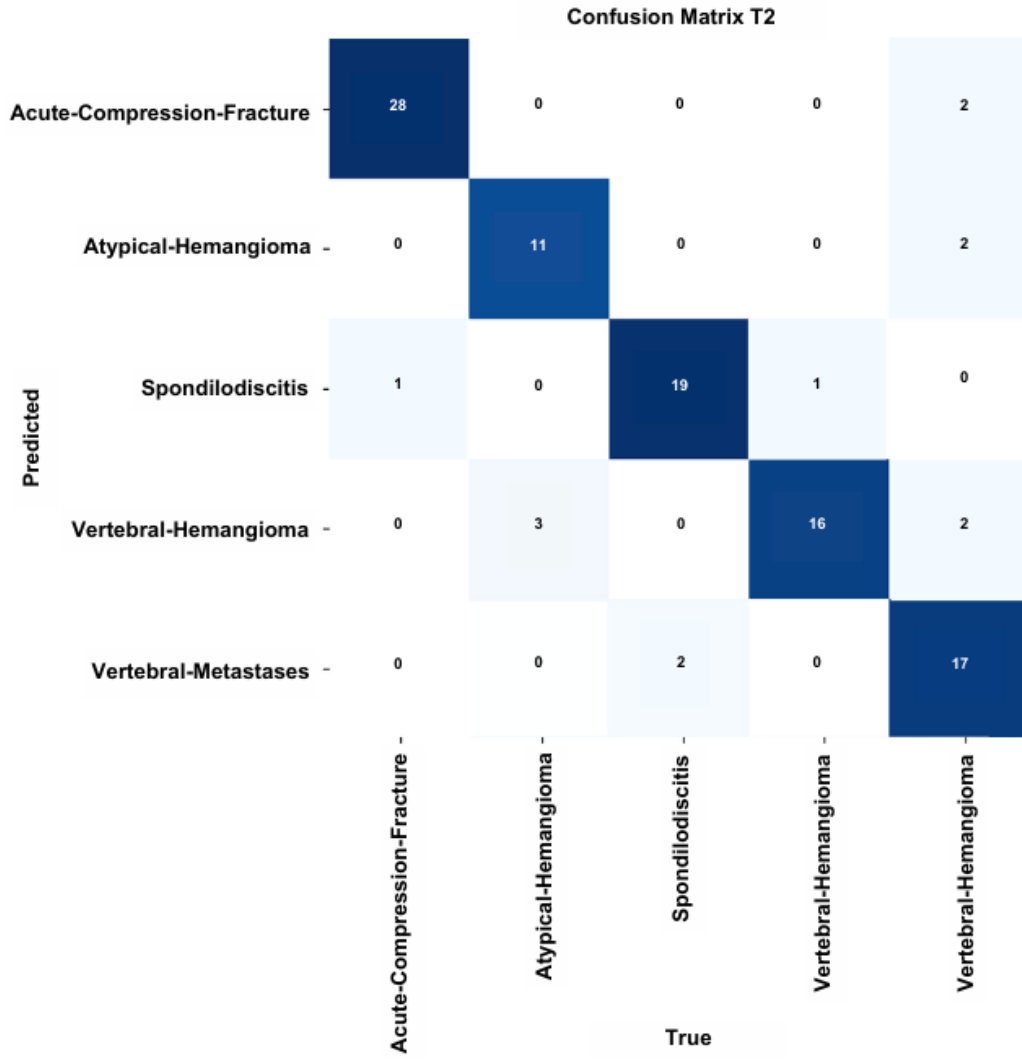 Confusion Matrix T2
Acute-Compression-Fracture 28 0 0 0 2
Atypical-Hemangioma 0 11 0 0 2
Spondilodiscitis 1 0 19 1 0
Vertebral-Hemangioma 0 3 0 16 2
Vertebral-Metastases 0 0 2 0 17
Predicted
Acute-Compression-Fracture
Atypical-Hemangioma
Spondilodiscitis
Vertebral-Hemangioma
Vertebral-Hemangioma
True